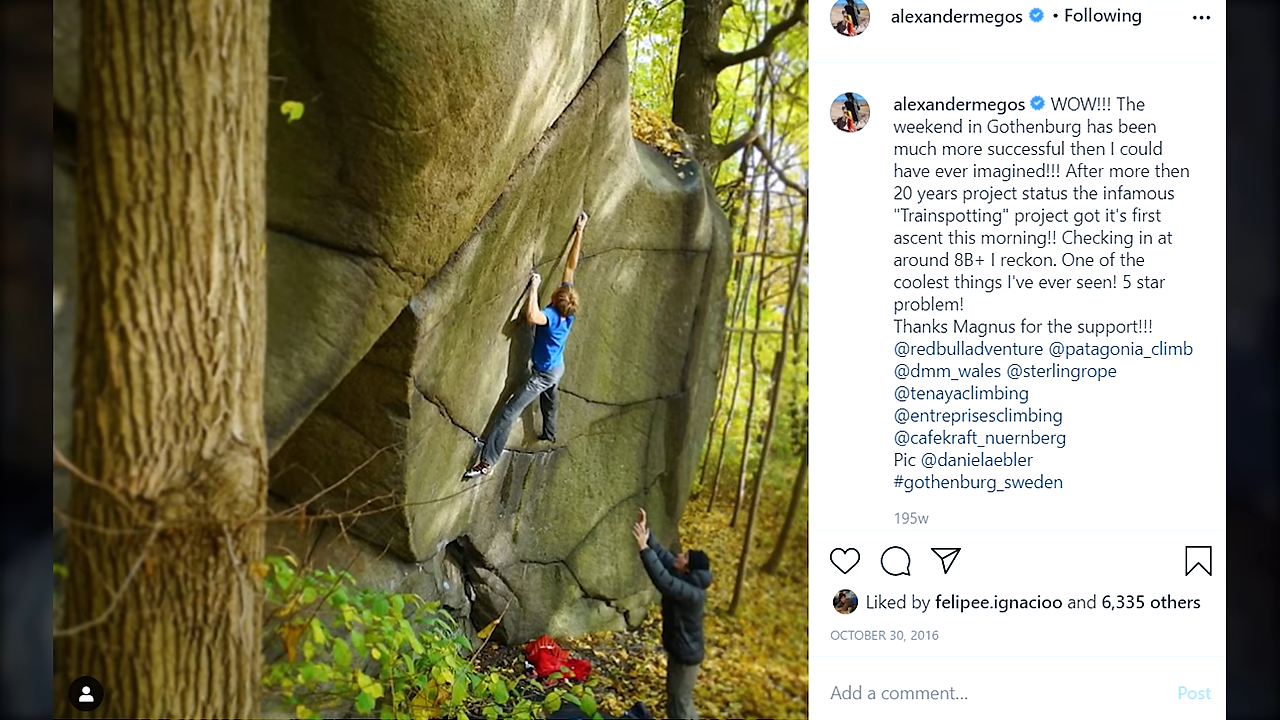 alexandermegos • Following
alexandermegos WOW!!! The
weekend in Gothenburg has been
much more successful then I could
have ever imagined!!! After more then
20 years project status the infamous
"Trainspotting" project got it's first
ascent this morning!! Checking in at
around 8B+ I reckon. One of the
coolest things I've ever seen! 5 star
problem!
Thanks Magnus for the support!!!
@redbulladventure @patagonia_climb
@dmm_wales @sterlingrope
@tenayaclimbing
@entreprisesclimbing
@cafekraft_nuernberg
Pic @danielaebler
#gothenburg_sweden
195w
Liked by felipee.ignacioo and 6,335 others
OCTOBER 30, 2016
Add a comment... Post